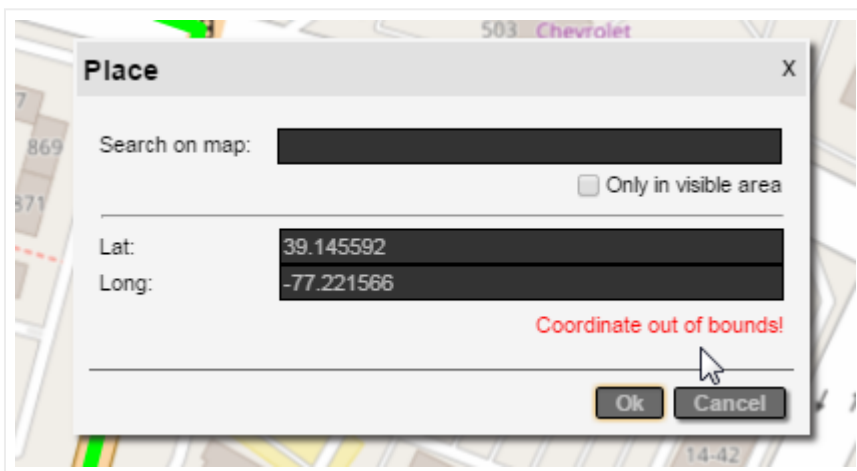 503 Chevrolet
Place X
7
869
Search on map:
Only in visible area
871
Lat: 39.145592
Long: -77.221566
Coordinate out of bounds!
Ok Cancel
14-42